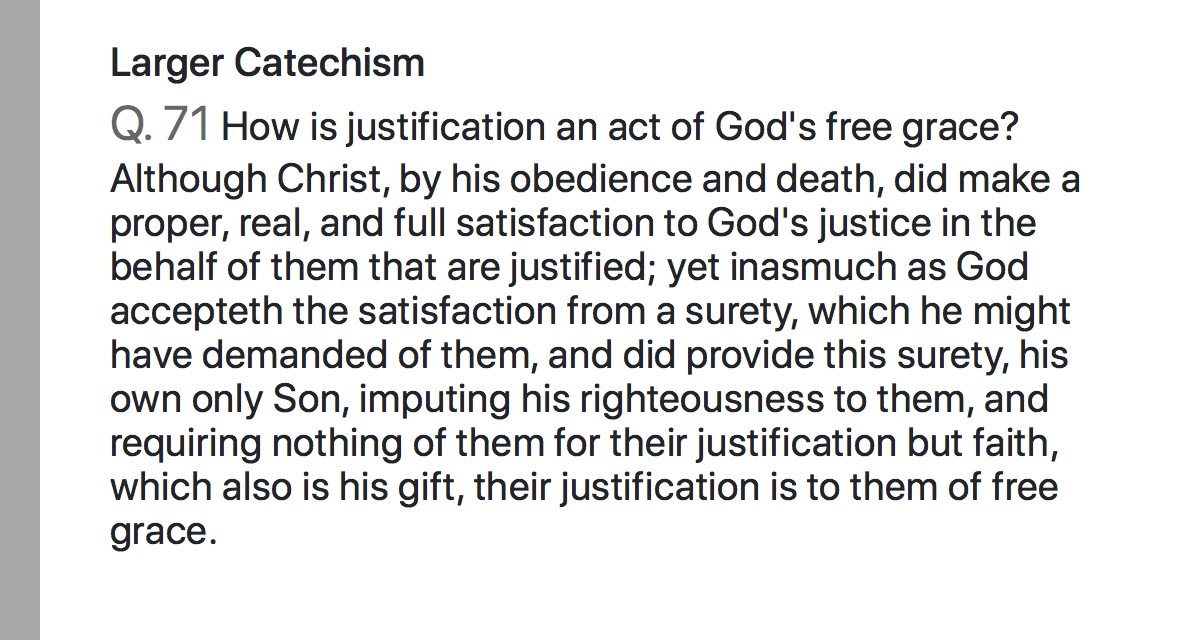 Larger Catechism
Q. 71 How is justification an act of God's free grace?
Although Christ, by his obedience and death, did make a
proper, real, and full satisfaction to God's justice in the
behalf of them that are justified; yet inasmuch as God
accepteth the satisfaction from a surety, which he might
have demanded of them, and did provide this surety, his
own only Son, imputing his righteousness to them, and
requiring nothing of them for their justification but faith,
which also is his gift, their justification is to them of free
grace.